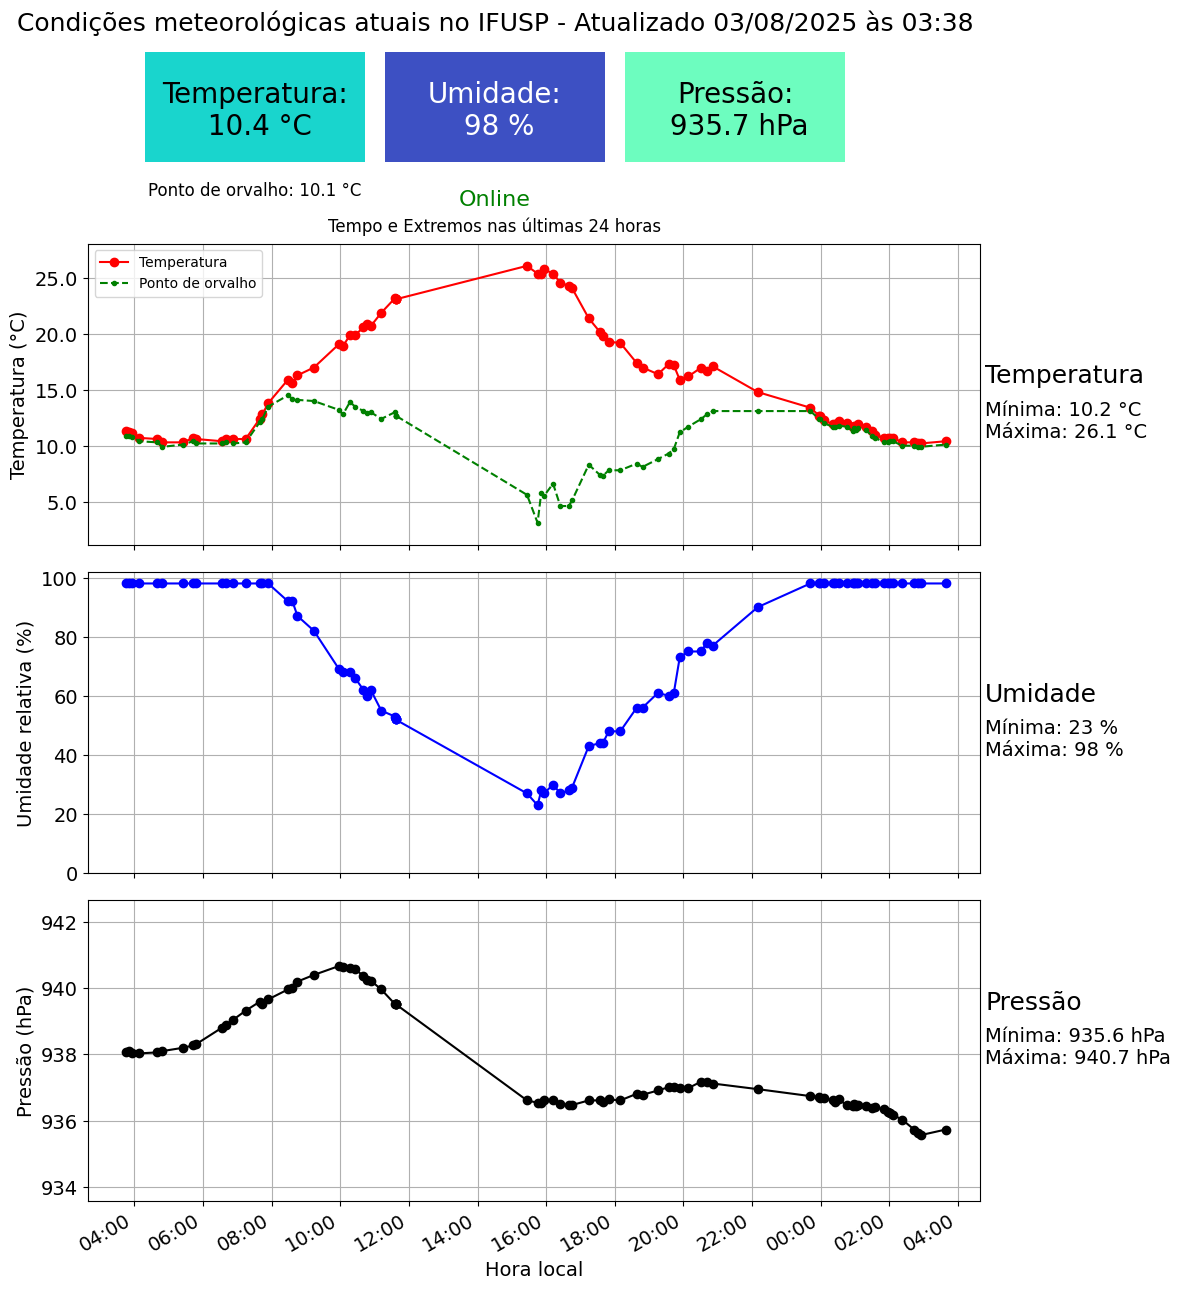 Condições meteorológicas atuais no IFUSP - Atualizado 03/08/2025 às 03:38
Temperatura:
10.4 °C
Umidade:
98 %
Pressão:
935.7 hPa
Ponto de orvalho: 10.1 °C
Online
Tempo e Extremos nas últimas 24 horas
Temperatura
Ponto de orvalho
Temperatura (°C)
25.0
20.0
15.0
10.0
5.0
Temperatura
Mínima: 10.2 °C
Máxima: 26.1 °C
Umidade relativa (%)
100
80
60
40
20
0
Umidade
Mínima: 23 %
Máxima: 98 %
Pressão (hPa)
942
940
938
936
934
Pressão
Mínima: 935.6 hPa
Máxima: 940.7 hPa
04:00 06:00 08:00 10:00 12:00 14:00 16:00 18:00 20:00 22:00 00:00 02:00 04:00
Hora local